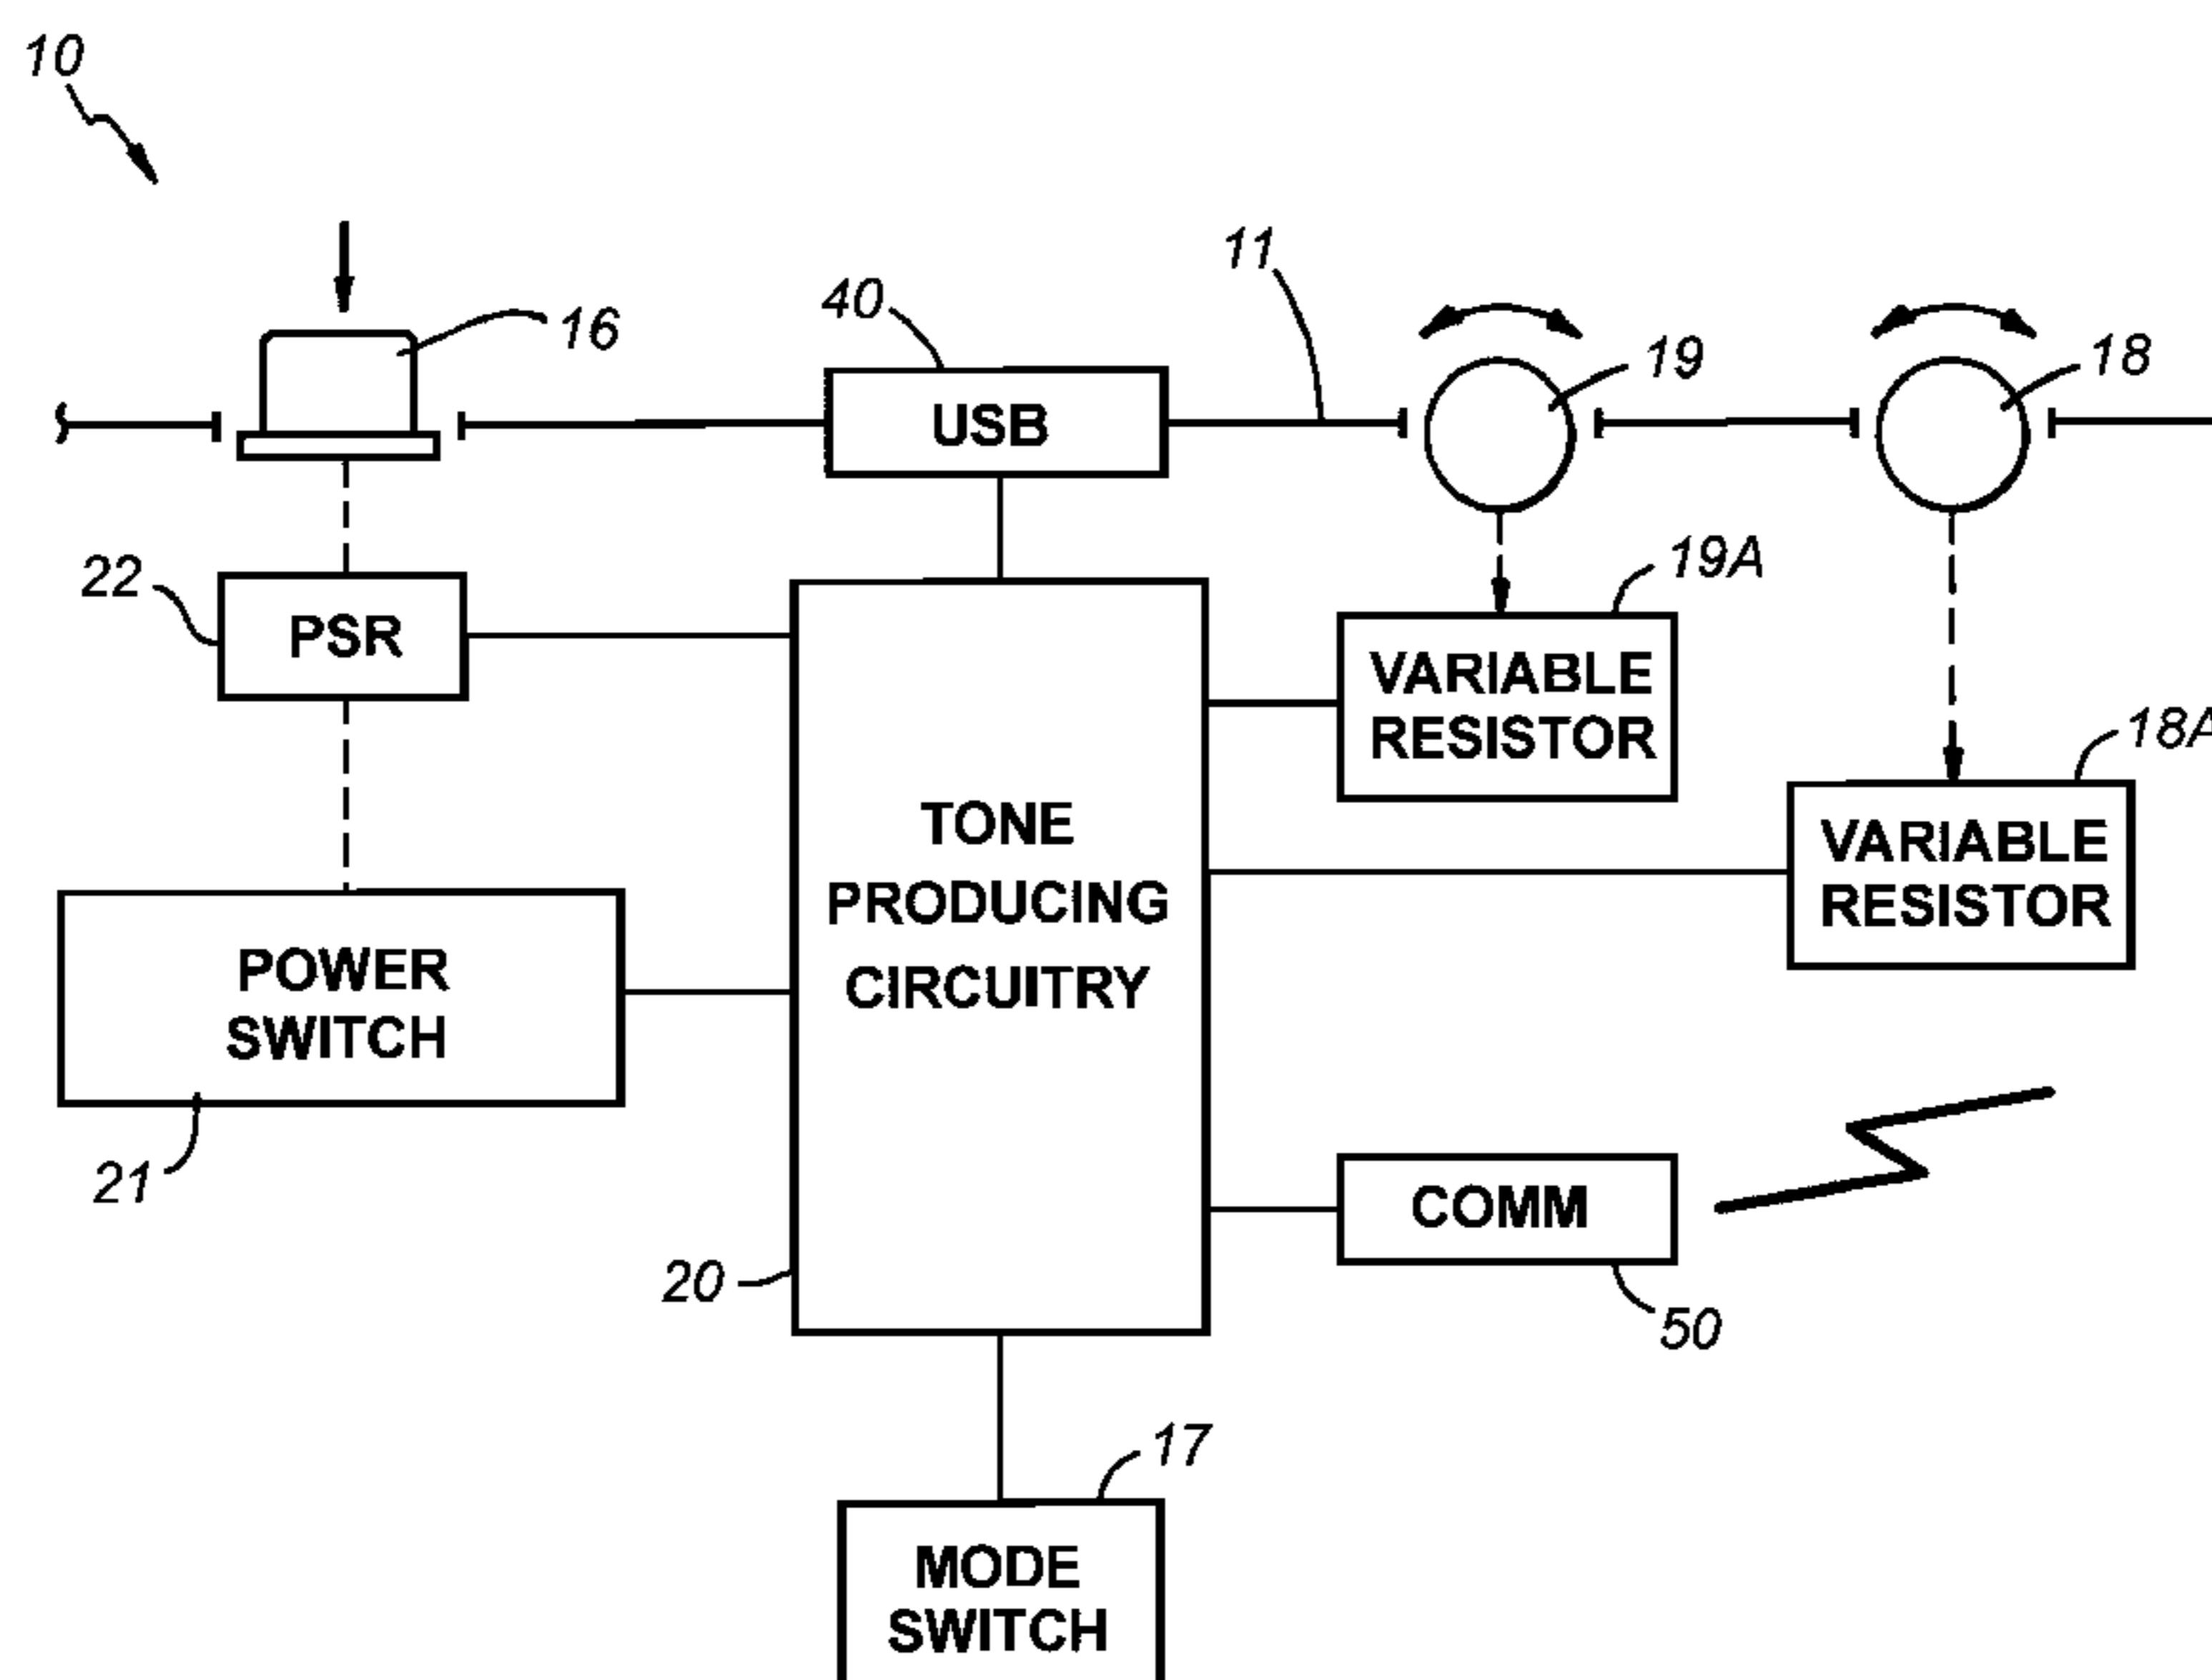 10
11
40
16
19
18
USB
22
19A
PSR
VARIABLE
RESISTOR
18A
TONE
PRODUCING
CIRCUITRY
VARIABLE
RESISTOR
POWER
SWITCH
21
COMM
20
50
17
MODE
SWITCH